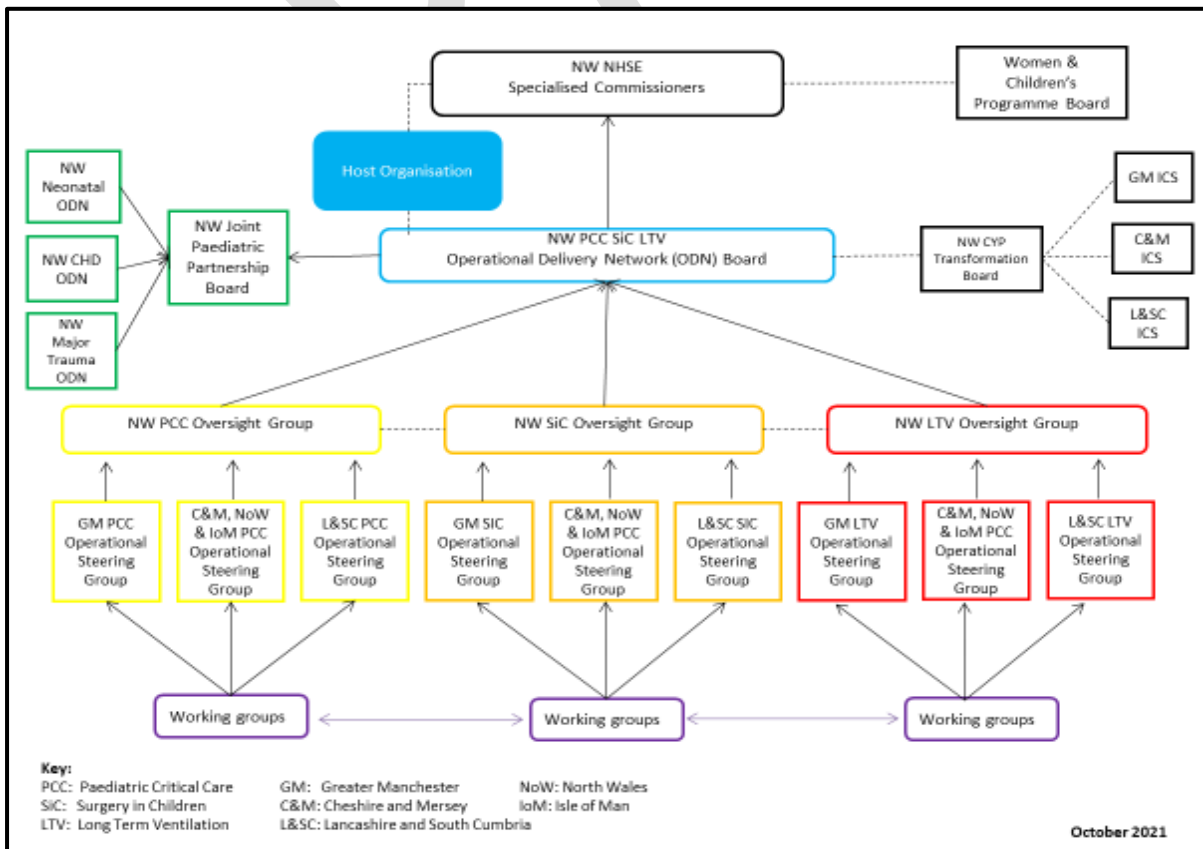 NW NHSE
Specialised Commissioners
Women &
Children's
Programme Board
Host Organisation
NW
Neonatal
ODN
NW CHD
ODN
NW
Major
Trauma
ODN
NW Joint
Paediatric
Partnership
Board
NW PCC SiC LTV
Operational Delivery Network (ODN) Board
NW CYP
Transformation
Board
GM ICS
C&M
ICS
L&SC
ICS
NW PCC Oversight Group
NW SiC Oversight Group
NW LTV Oversight Group
GM PCC
Operational
Steering
Group
C&M, NoW
& IoM PCC
Operational
Steering
Group
L&SC PCC
Operational
Steering
Group
GM SIC
Operational
Steering
Group
C&M, NoW
& IoM PCC
Operational
Steering
Group
L&SC SIC
Operational
Steering
Group
GM LTV
Operational
Steering
Group
C&M, NoW
& IoM PCC
Operational
Steering
Group
L&SC LTV
Operational
Steering
Group
Working groups
Working groups
Working groups
Key:
PCC: Paediatric Critical Care GM: Greater Manchester NoW: North Wales
SiC: Surgery in Children C&M: Cheshire and Mersey IoM: Isle of Man
LTV: Long Term Ventilation L&SC: Lancashire and South Cumbria
October 2021